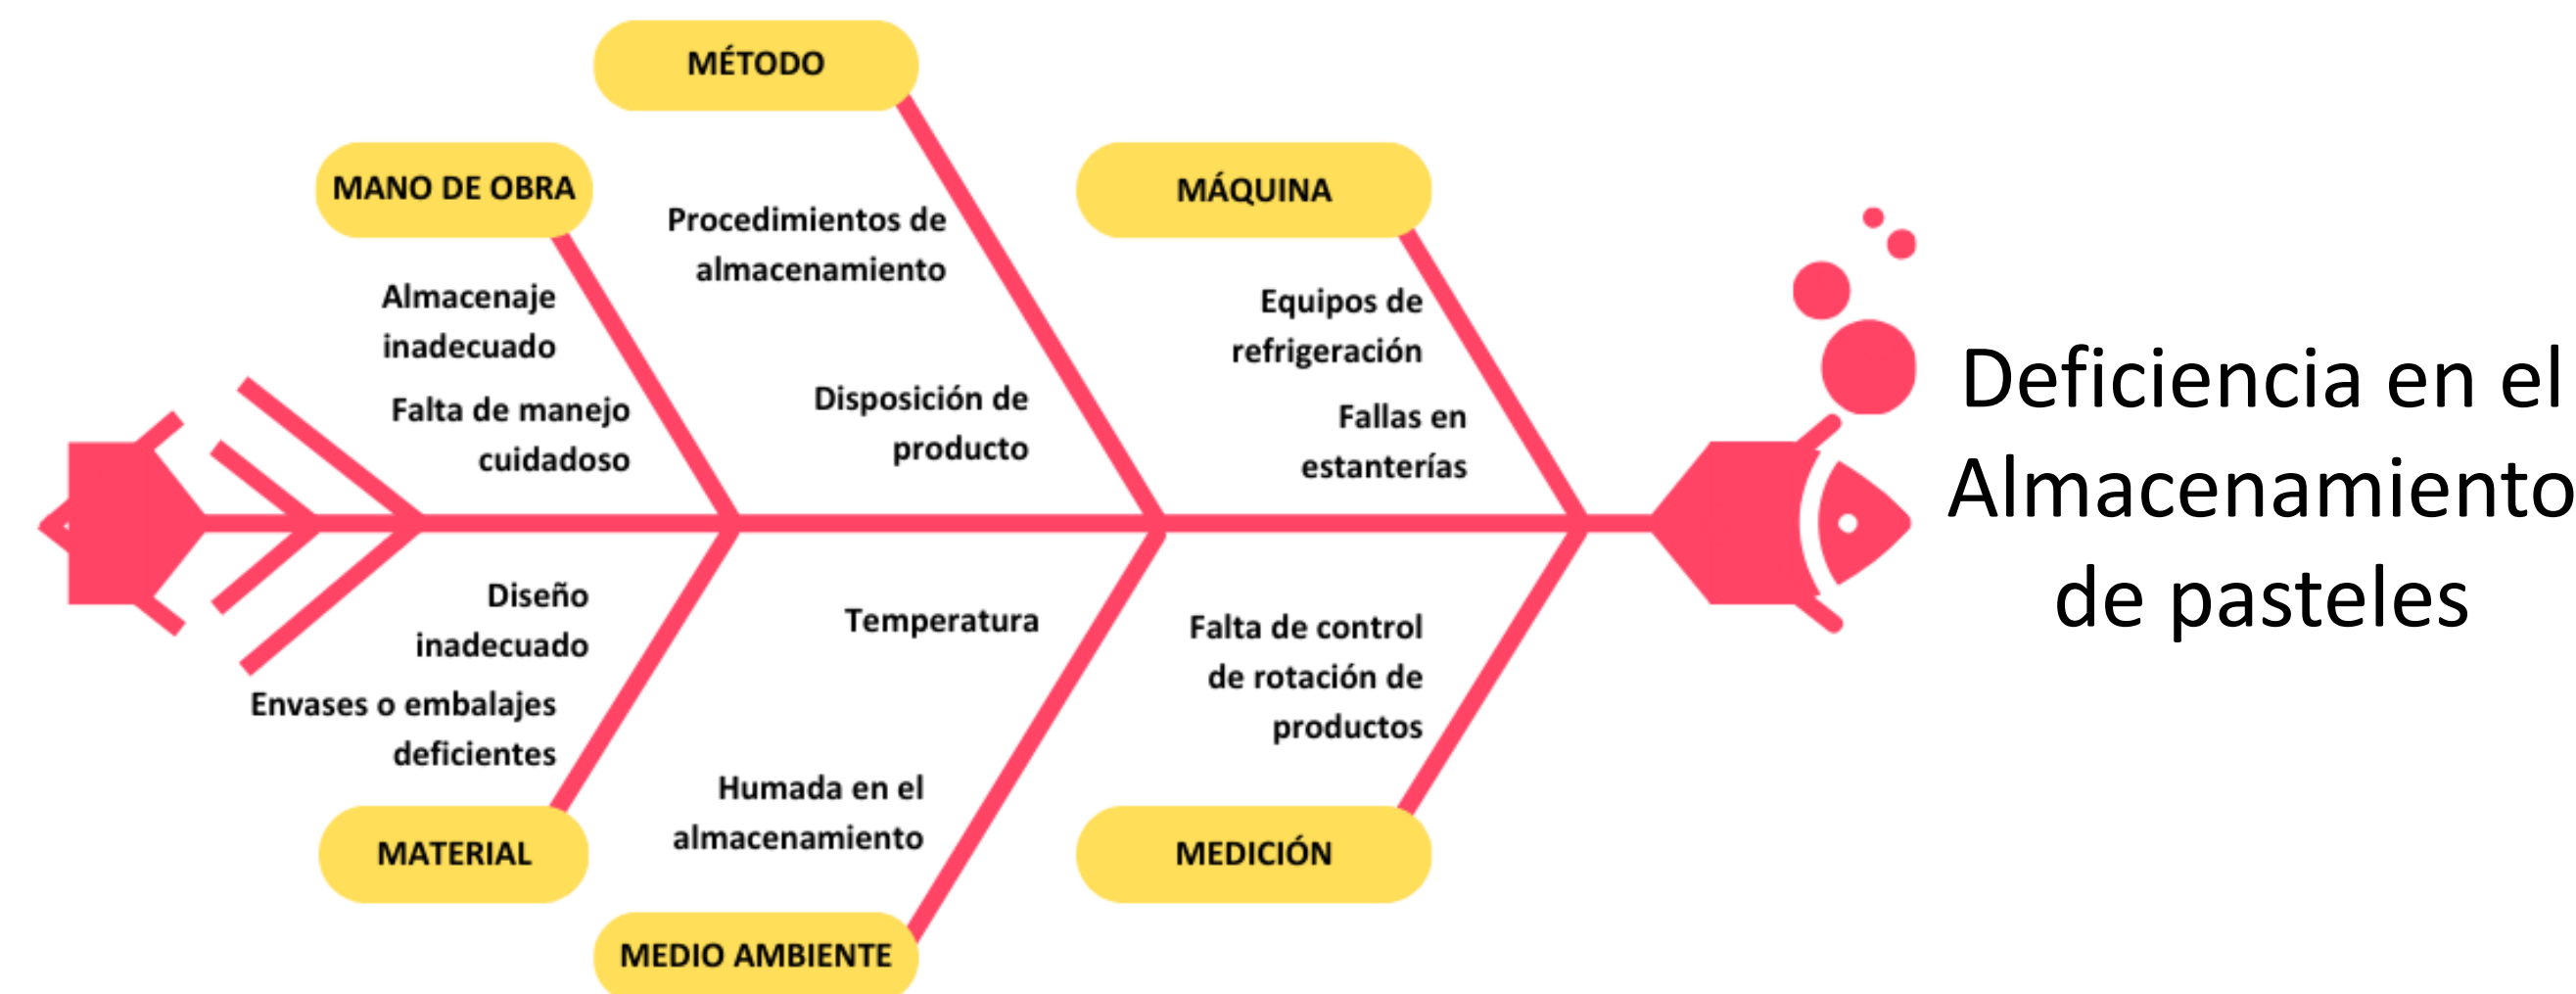 MÉTODO
MANO DE OBRA
MÁQUINA
Procedimientos de
almacenamiento
Almacenaje
inadecuado
Equipos de
refrigeración
Falta de manejo
cuidadoso
Disposición de
producto
Fallas en
estanterías
Deficiencia en el
Almacenamiento
de pasteles
Diseño
inadecuado
Temperatura
Falta de control
de rotación de
productos
Envases o embalajes
deficientes
Humada en el
almacenamiento
MATERIAL
MEDICIÓN
MEDIO AMBIENTE